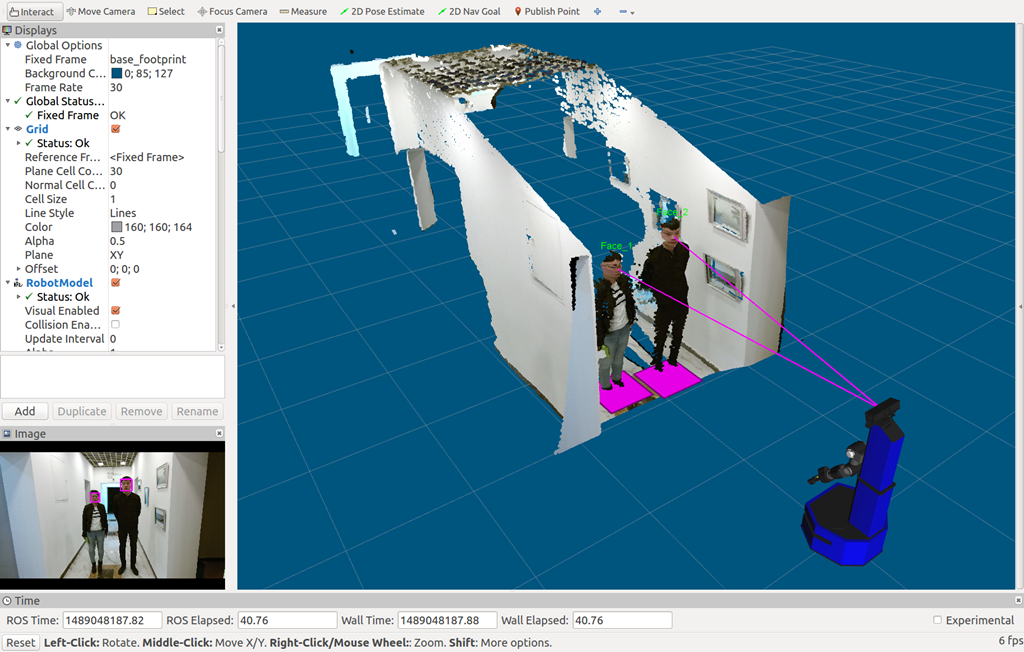 Interact Move Camera Select Focus Camera Measure 2D Pose Estimate 2D Nav Goal Publish Point
Displays
Global Options
Fixed Frame base_footprint
Background C... 0; 85; 127
Frame Rate 30
Global Status...
Fixed Frame OK
Grid
Status: Ok
Reference Fr... <Fixed Frame>
Plane Cell Co... 30
Normal Cell C... 0
Cell Size 1
Line Style Lines
Color 160; 160; 164
Alpha 0.5
Plane XY
Offset 0; 0; 0
RobotModel
Status: Ok
Visual Enabled
Collision Ena...
Update Interval 0
Add Duplicate Remove Rename
Image
Face_1
Time
ROS Time: 1489048187.82 ROS Elapsed: 40.76 Wall Time: 1489048187.88 Wall Elapsed: 40.76 Experimental
Reset Left-Click: Rotate. Middle-Click: Move X/Y. Right-Click/Mouse Wheel:: Zoom. Shift: More options. 6 fps